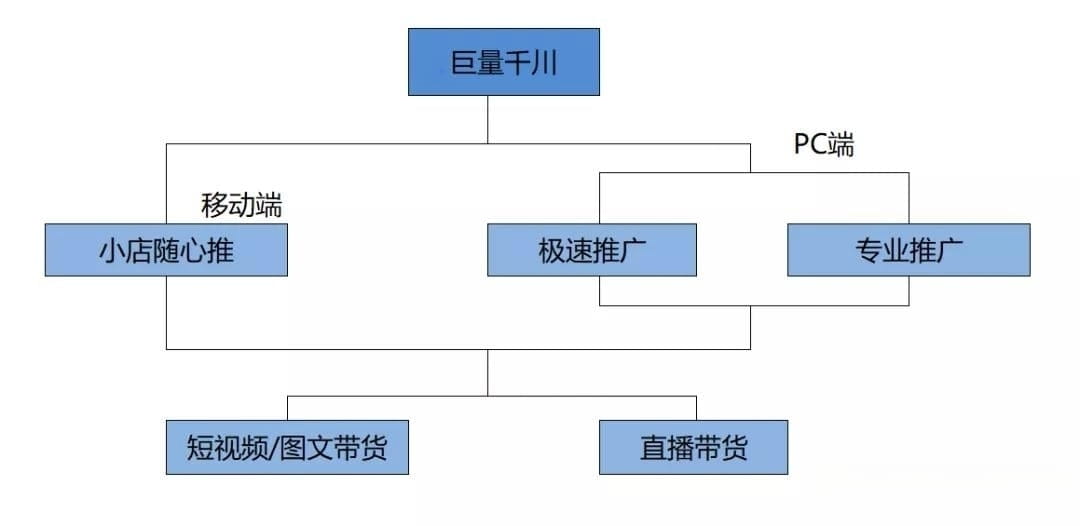 巨量千川
PC端
移动端
小店随心推
极速推广
专业推广
短视频/图文带货
直播带货